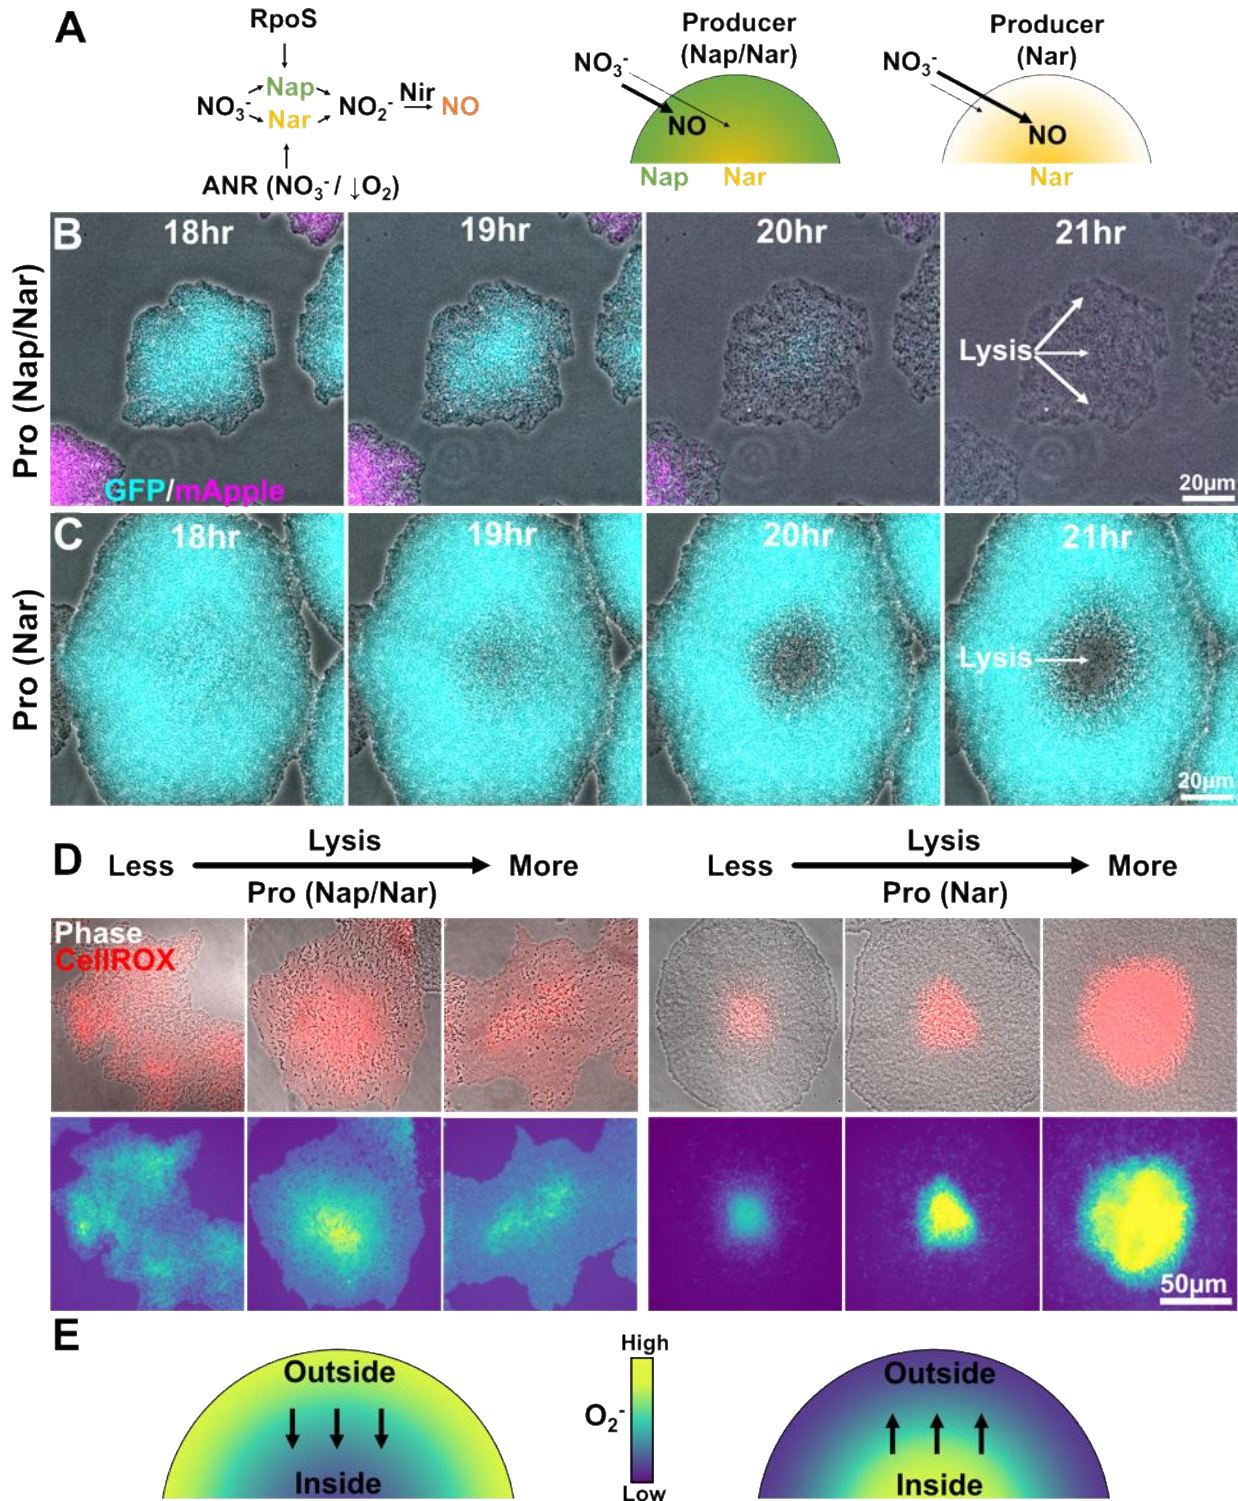 A
RpoS
Nap
NO3- NO2- Nir NO
Nar
ANR (NO3- / ↓O2)
Producer
(Nap/Nar)
NO3-
NO
Nap Nar
Producer
(Nar)
NO3-
NO
Nar
B
Pro (Nap/Nar)
18hr 19hr 20hr 21hr
Lysis
GFP/mApple
20µm
C
Pro (Nar)
18hr 19hr 20hr 21hr
Lysis
20µm
D
Lysis
Less More
Pro (Nap/Nar)
Lysis
Less More
Pro (Nar)
Phase
CellROX
50µm
E
Outside
Inside
High
O2-
Low
Outside
Inside